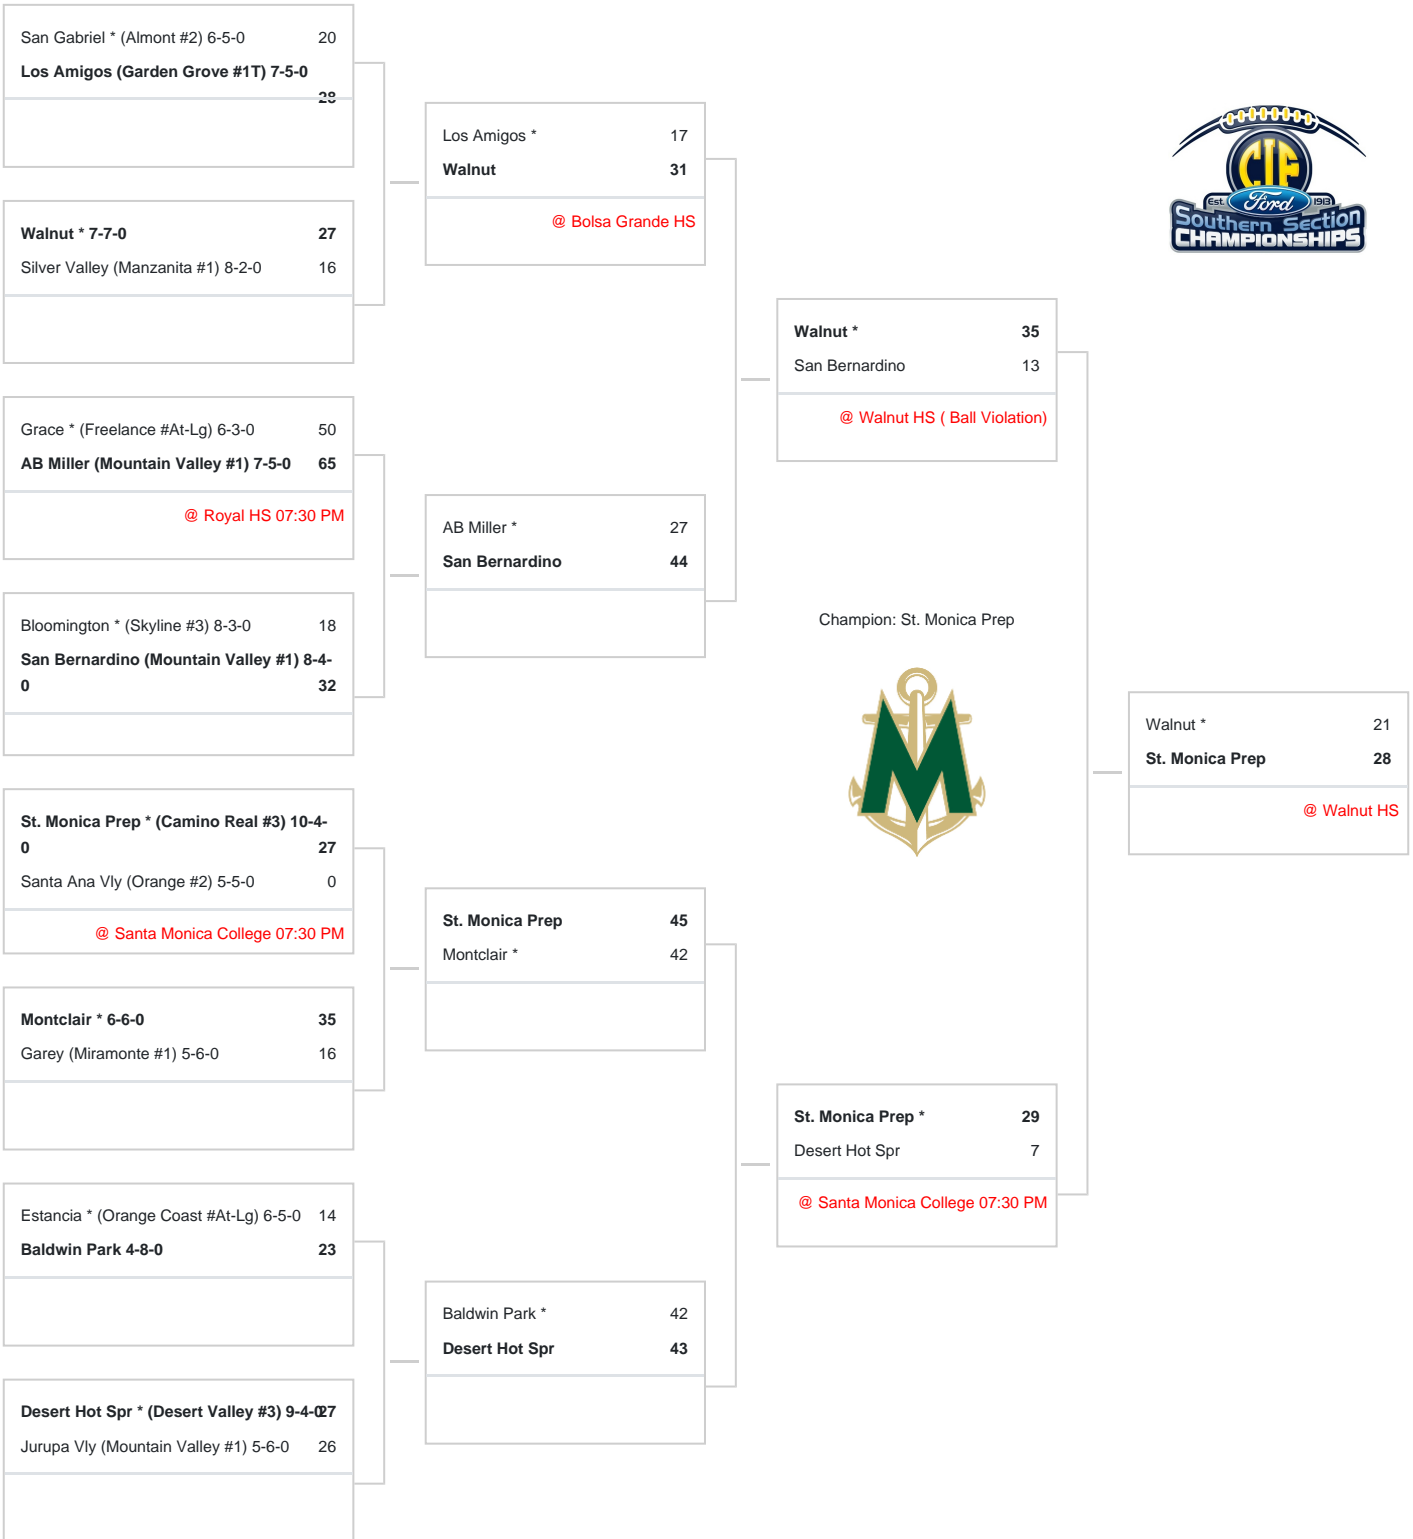 San Gabriel * (Almont #2) 6-5-0 20
Los Amigos (Garden Grove #1T) 7-5-0
28
Walnut * 7-7-0 27
Silver Valley (Manzanita #1) 8-2-0 16
Grace * (Freelance #At-Lg) 6-3-0 50
AB Miller (Mountain Valley #1) 7-5-0 65
@ Royal HS 07:30 PM
Bloomington * (Skyline #3) 8-3-0 18
San Bernardino (Mountain Valley #1) 8-4-
0 32
St. Monica Prep * (Camino Real #3) 10-4-
0 27
Santa Ana Vly (Orange #2) 5-5-0 0
@ Santa Monica College 07:30 PM
Montclair * 6-6-0 35
Garey (Miramonte #1) 5-6-0 16
Estancia * (Orange Coast #At-Lg) 6-5-0 14
Baldwin Park 4-8-0 23
Desert Hot Spr * (Desert Valley #3) 9-4-0 27
Jurupa Vly (Mountain Valley #1) 5-6-0 26
Los Amigos * 17
Walnut 31
@ Bolsa Grande HS
AB Miller * 27
San Bernardino 44
St. Monica Prep 45
Montclair * 42
Baldwin Park * 42
Desert Hot Spr 43
Walnut * 35
San Bernardino 13
@ Walnut HS ( Ball Violation)
St. Monica Prep * 29
Desert Hot Spr 7
@ Santa Monica College 07:30 PM
Champion: St. Monica Prep
M
Walnut * 21
St. Monica Prep 28
@ Walnut HS
CIF
Est. Ford 1913
Southern Section
CHAMPIONSHIPS